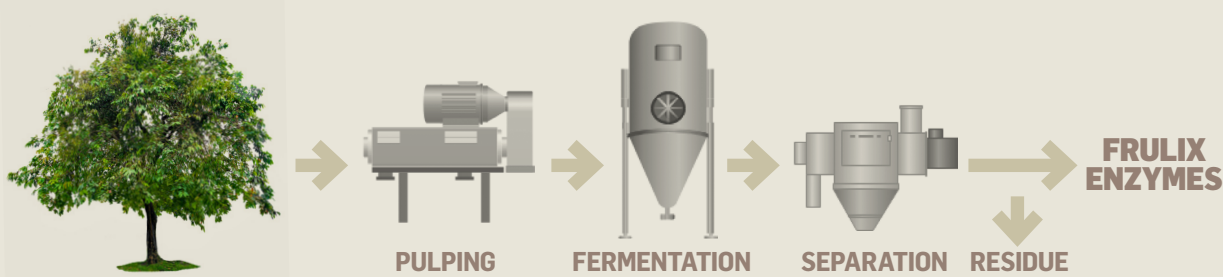 FRULIX
ENZYMES
PULPING
FERMENTATION
SEPARATION
RESIDUE